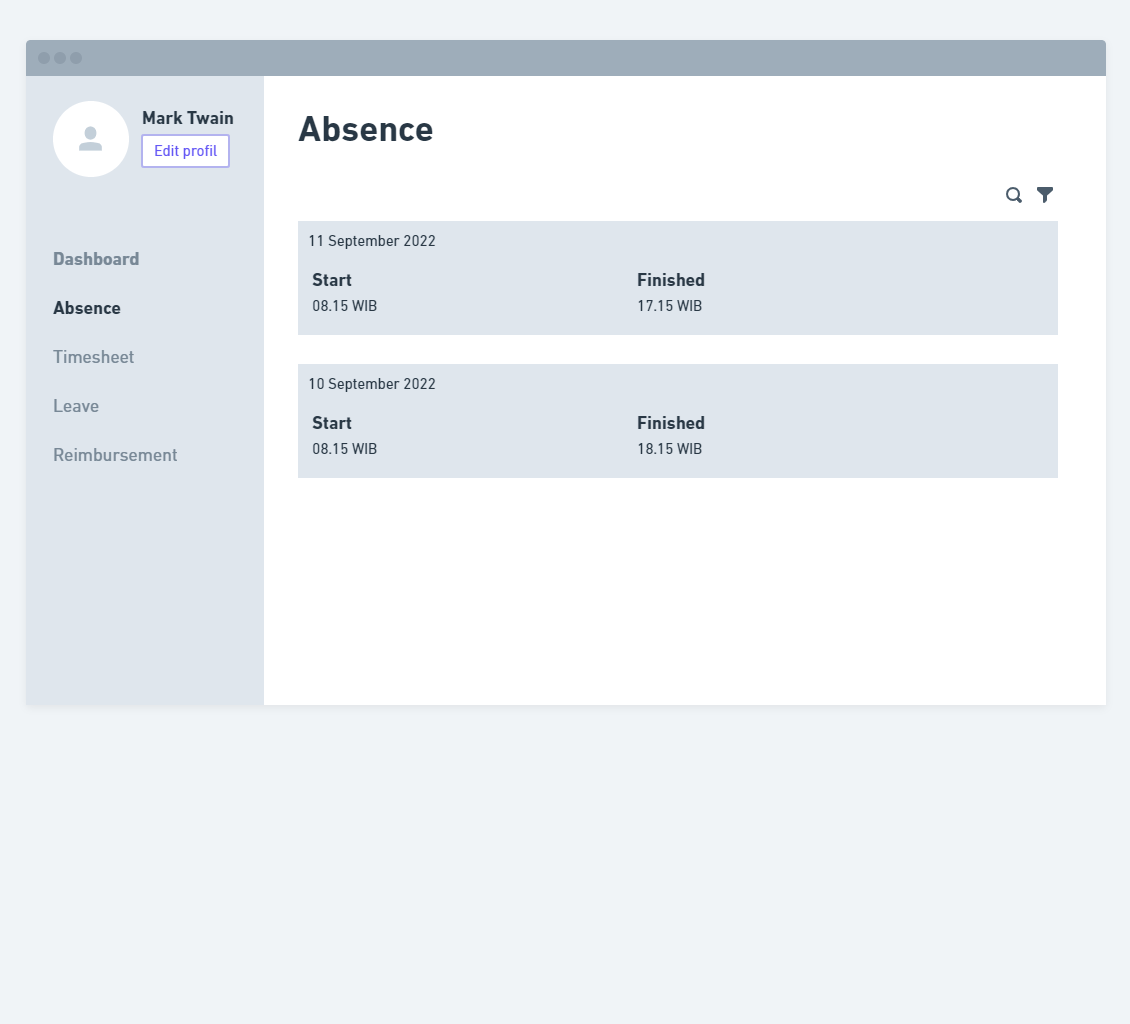 Mark Twain
Edit profil
Dashboard
Absence
Timesheet
Leave
Reimbursement
Absence
11 September 2022
Start
Finished
08.15 WIB
17.15 WIB
10 September 2022
Start
Finished
08.15 WIB
18.15 WIB